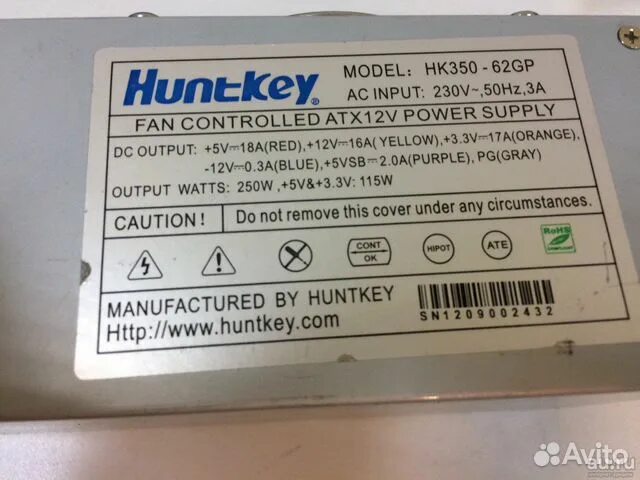 Huntkey®
MODEL: HK350-62GP
AC INPUT: 230V~,50Hz,3A
FAN CONTROLLED ATX12V POWER SUPPLY
DC OUTPUT: +5V⎓18A(RED),+12V⎓16A(YELLOW),+3.3V⎓17A(ORANGE),
-12V⎓0.3A(BLUE),+5VSB⎓2.0A(PURPLE), PG(GRAY)
OUTPUT WATTS: 250W,+5V&+3.3V: 115W
CAUTION! Do not remove this cover under any circumstances.
CONT
OK
HIPOT
ATE
RoHS
MANUFACTURED BY HUNTKEY
Http://www.huntkey.com
SN1209002432
Avito
au.ru